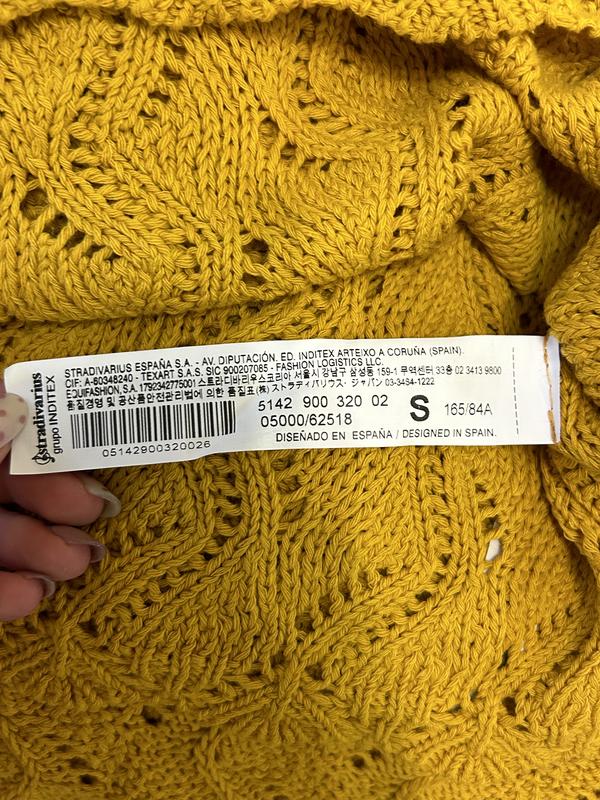 stradivarius
grupo INDITEX
STRADIVARIUS ESPAÑA S.A. - AV. DIPUTACIÓN. ED. INDITEX ARTEIXO A CORUÑA (SPAIN).
CIF: A-60348240 - TEXART S.A.S. SIC 900207085 - FASHION LOGISTICS LLC.
EQUIFASHION, S.A. 1792342775001 스트라디바리우스코리아 서울시 강남구 삼성동 159-1 무역센터 33층 02 3413 9800
품질경영 및 공산품안전관리법에 의한 품질표 (株) ストラディバリウス・ジャパン 03-3494-1222
5142 900 320 02
05000/62518
S
165/84A
05142900320026
DISEÑADO EN ESPAÑA / DESIGNED IN SPAIN.